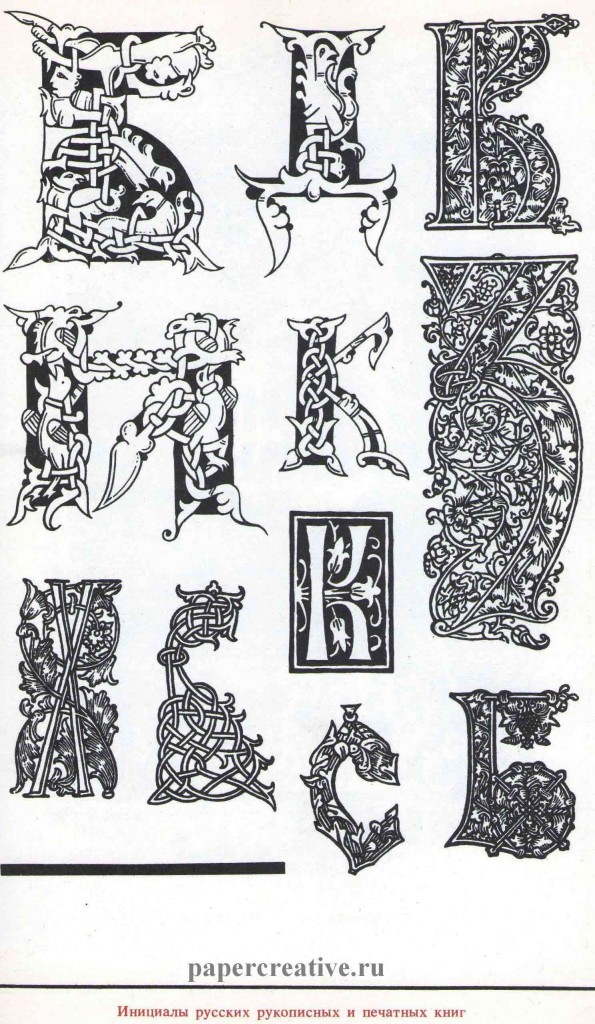 Б Д В
К З
К
Ж Б С Б
papercreative.ru
Инициалы русских рукописных и печатных книг